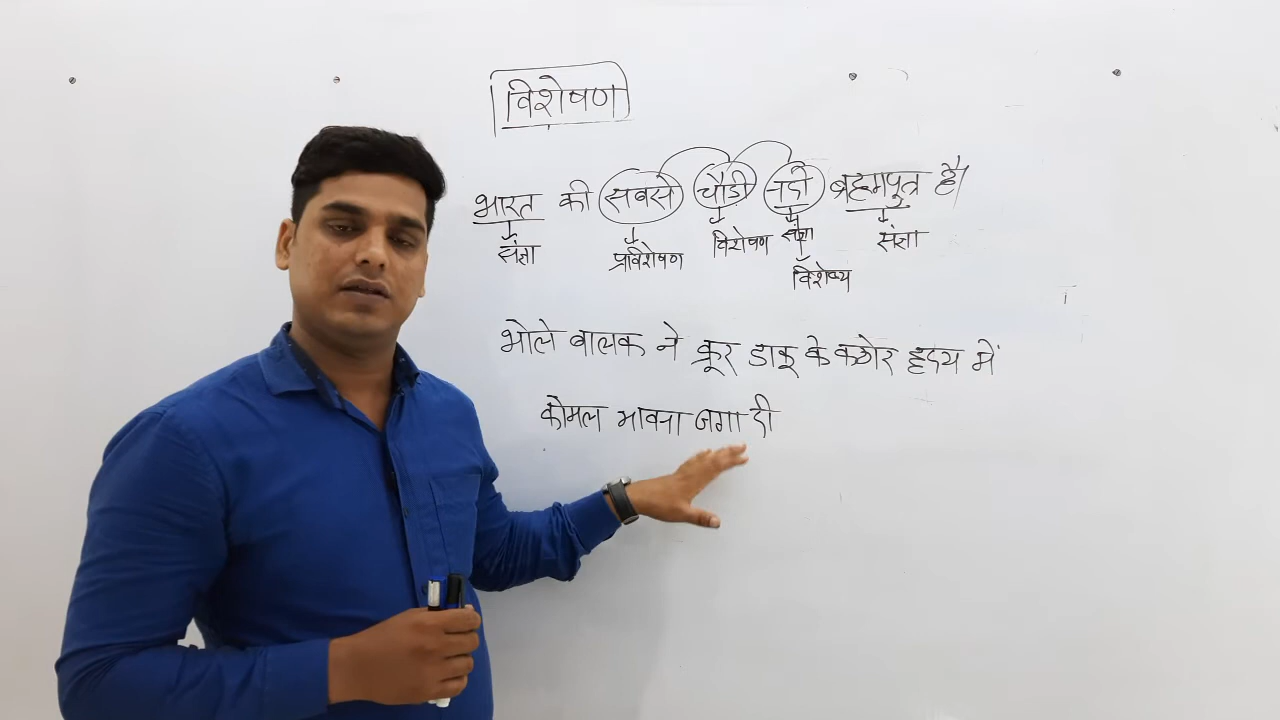 विशेषण
भारत की सबसे चौडी नदी ब्रह्मपुत्र है।
संज्ञा प्रविशेषण विशेषण संज्ञा संज्ञा
विशेष्य
भोले बालक ने क्रूर डाकू के कठोर हृदय में
कोमल भावना जगा दी